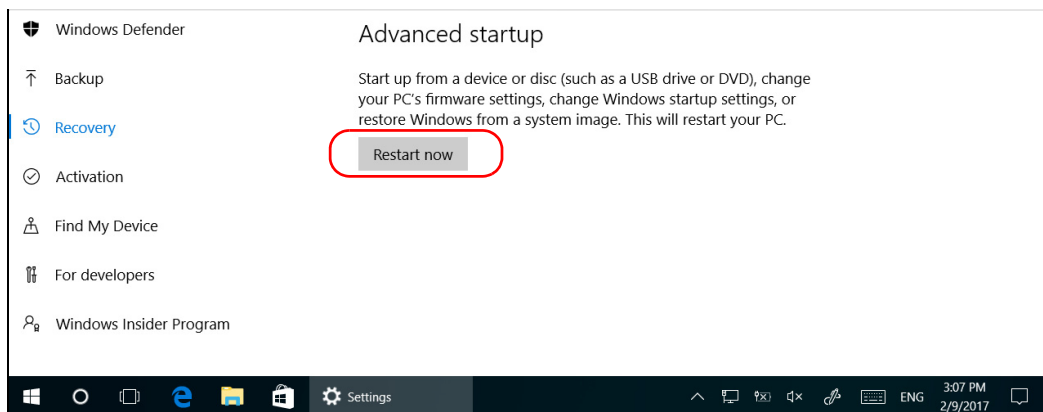 Windows Defender
Backup
Recovery
Activation
Find My Device
For developers
Windows Insider Program
Advanced startup
Start up from a device or disc (such as a USB drive or DVD), change
your PC's firmware settings, change Windows startup settings, or
restore Windows from a system image. This will restart your PC.
Restart now
Settings
ENG
3:07 PM
2/9/2017